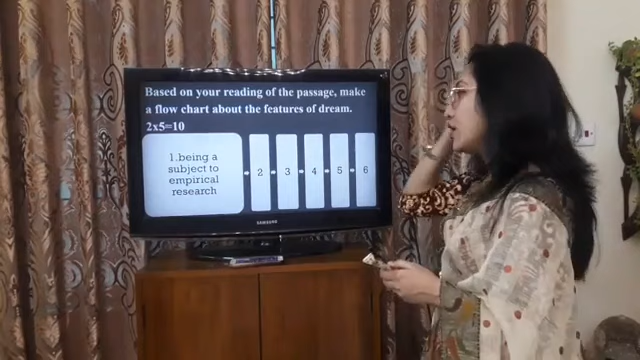 Based on your reading of the passage, make
a flow chart about the features of dream.
2x5=10
1.being a
subject to
empirical
research
2
3
4
5
6
SAMSUNG